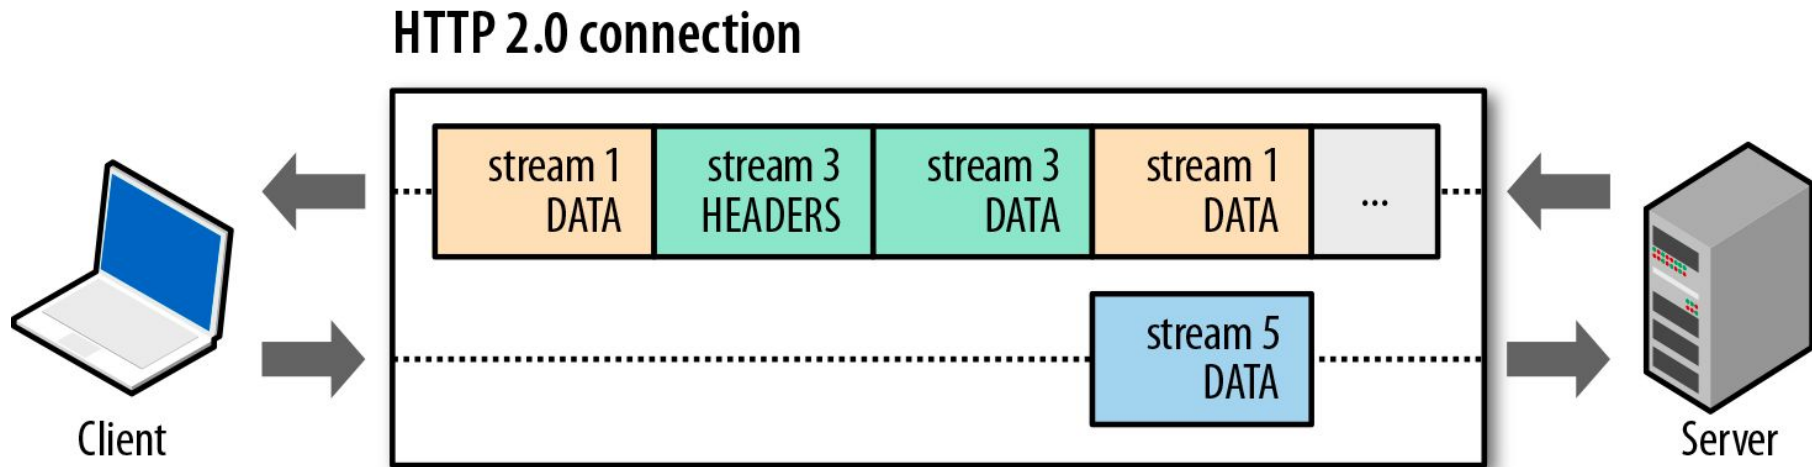 HTTP 2.0 connection
stream 1
DATA
stream 3
HEADERS
stream 3
DATA
stream 1
DATA
...
stream 5
DATA
Client
Server